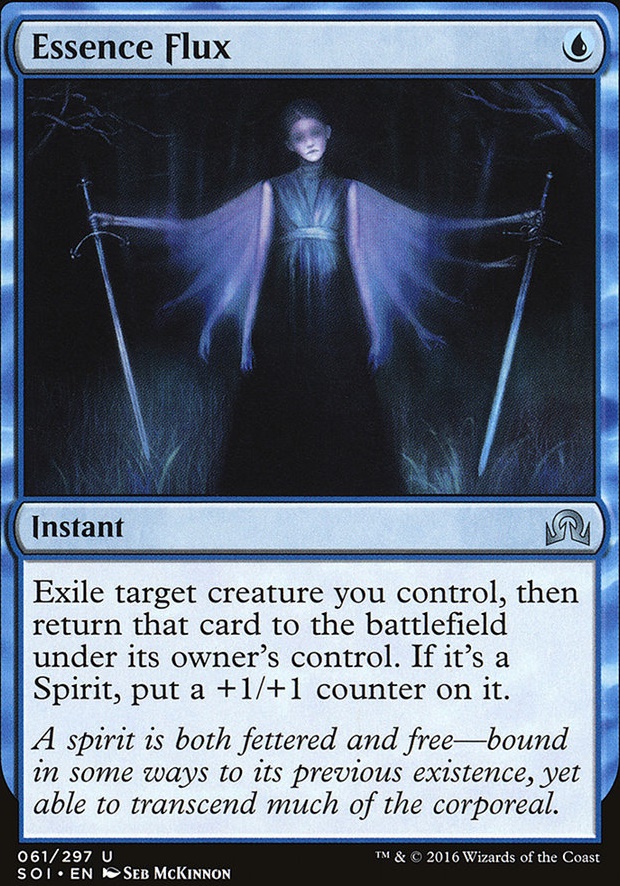 Essence Flux
Instant
Exile target creature you control, then
return that card to the battlefield
under its owner's control. If it's a
Spirit, put a +1/+1 counter on it.
A spirit is both fettered and free—bound
in some ways to its previous existence, yet
able to transcend much of the corporeal.
061/297 U
SOI • EN Seb McKinnon
™ & © 2016 Wizards of the Coast